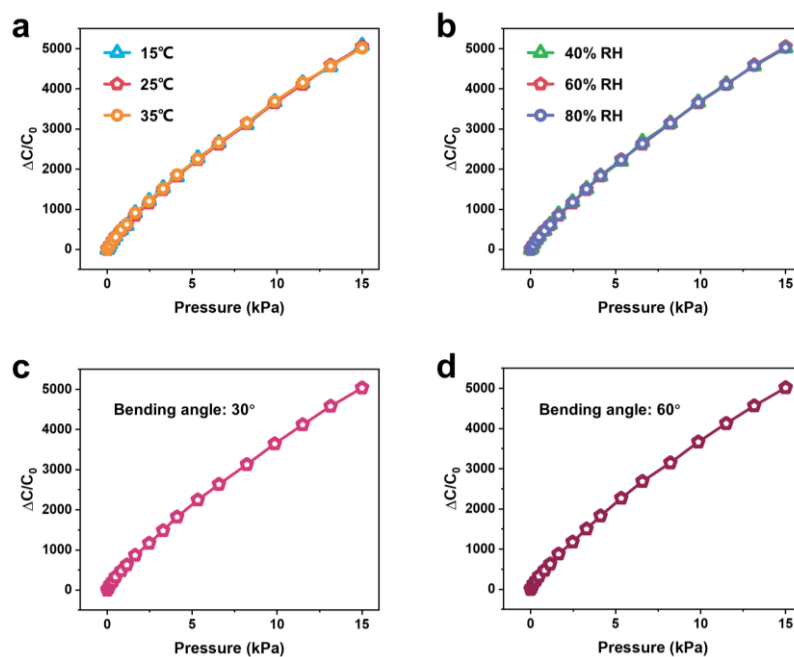 a
5000
4000
3000
2000
1000
0
ΔC/C₀
15℃
25℃
35℃
0
5
10
15
Pressure (kPa)
b
5000
4000
3000
2000
1000
0
ΔC/C₀
40% RH
60% RH
80% RH
0
5
10
15
Pressure (kPa)
c
5000
4000
3000
2000
1000
0
ΔC/C₀
Bending angle: 30°
0
5
10
15
Pressure (kPa)
d
5000
4000
3000
2000
1000
0
ΔC/C₀
Bending angle: 60°
0
5
10
15
Pressure (kPa)